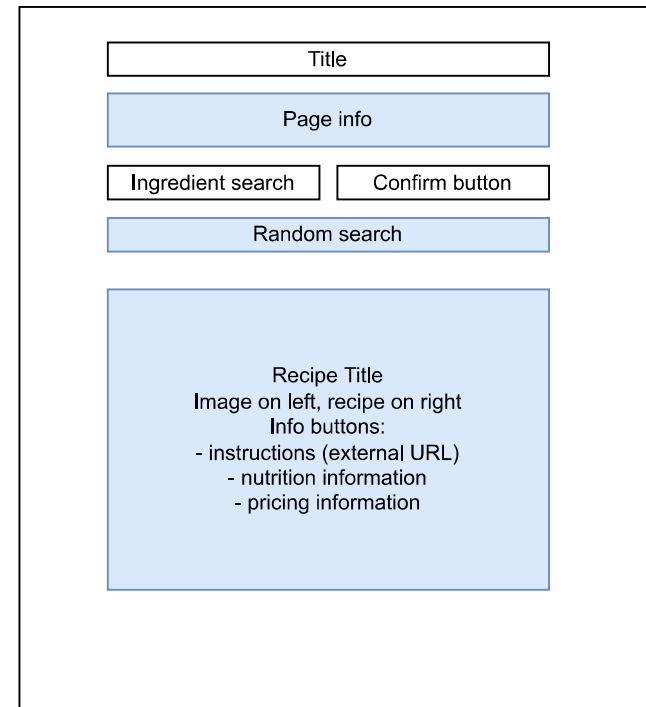 Title
Page info
Ingredient search
Confirm button
Random search
Recipe Title
Image on left, recipe on right
Info buttons:
- instructions (external URL)
- nutrition information
- pricing information